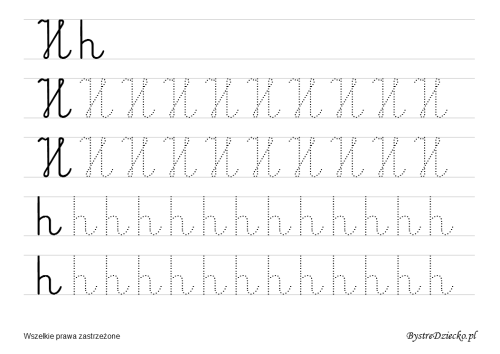 H h
H H H H H H H H H H
H H H H H H H H H H
h h h h h h h h h h h h h
h h h h h h h h h h h h h
Wszelkie prawa zastrzeżone
BystreDziecko.pl